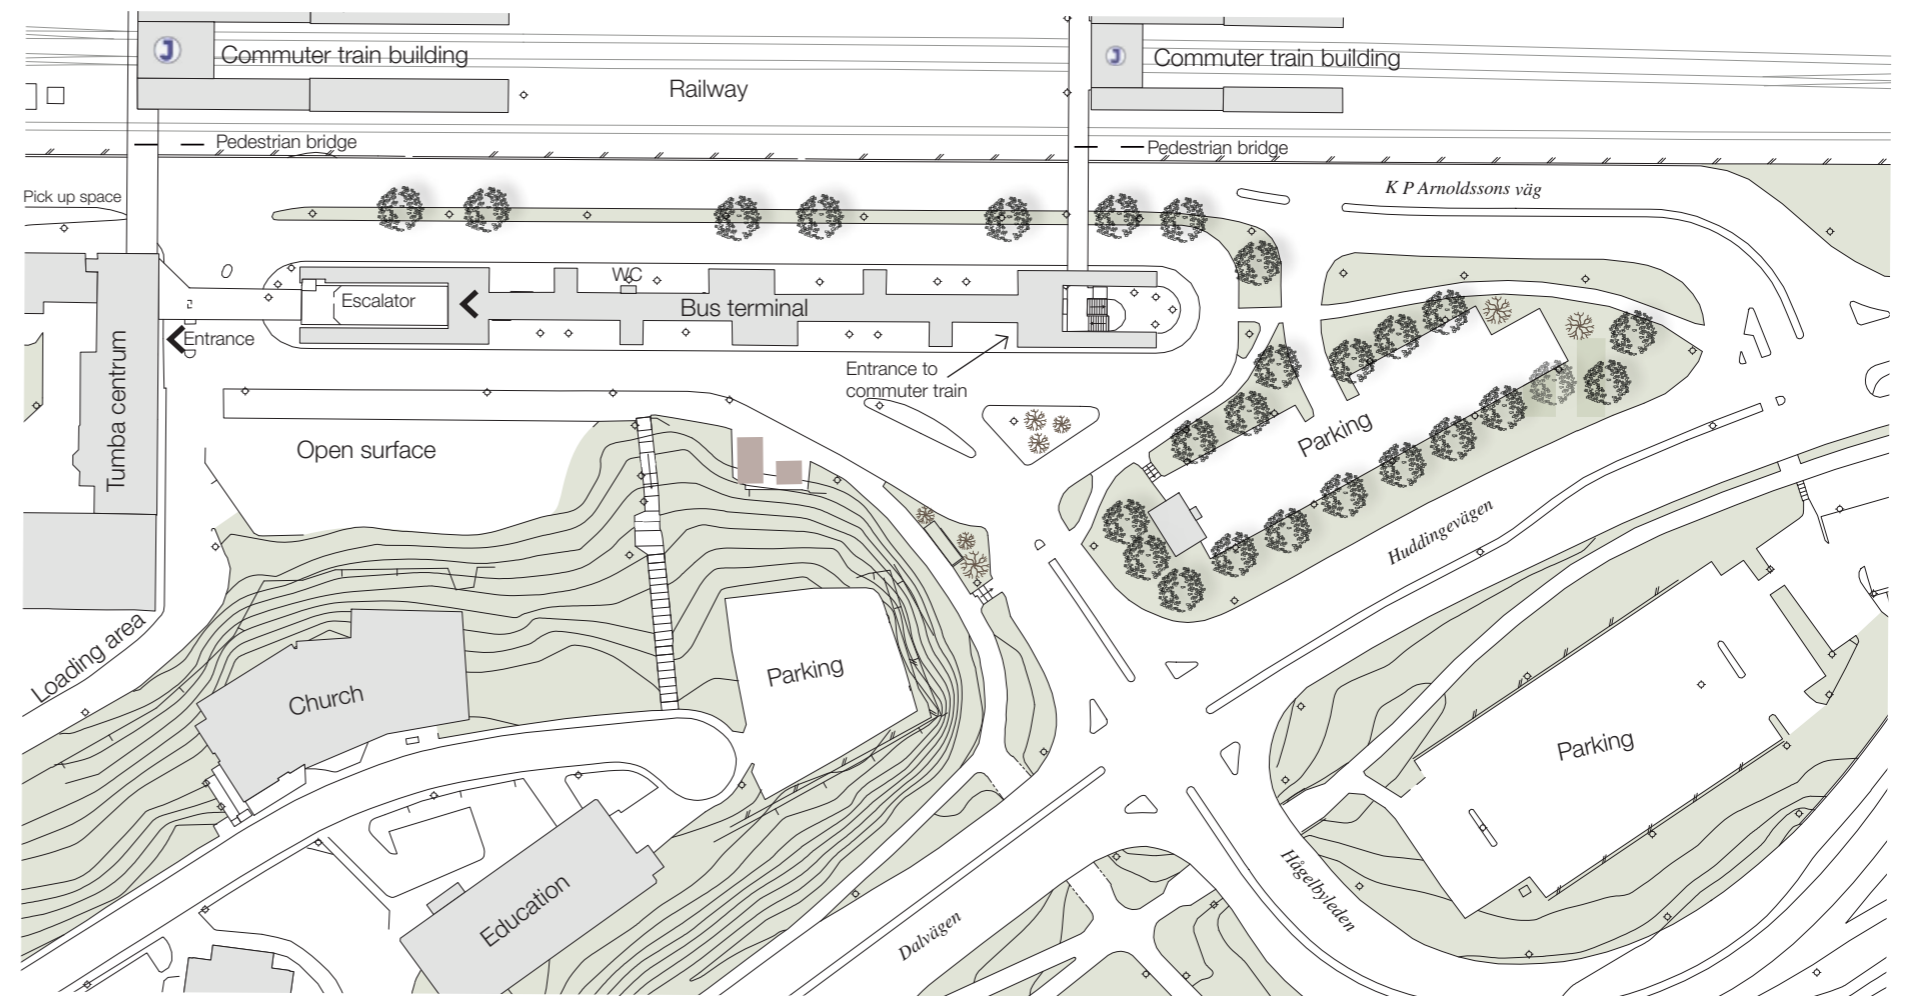 J
Commuter train building
J
Commuter train building
Railway
Pedestrian bridge
Pedestrian bridge
Pick up space
K P Arnoldssons väg
WC
Escalator
Bus terminal
Entrance
Entrance to
commuter train
Tumba centrum
Open surface
Parking
Huddingevägen
Loading area
Church
Parking
Parking
Education
Dalvägen
Hågelbyleden